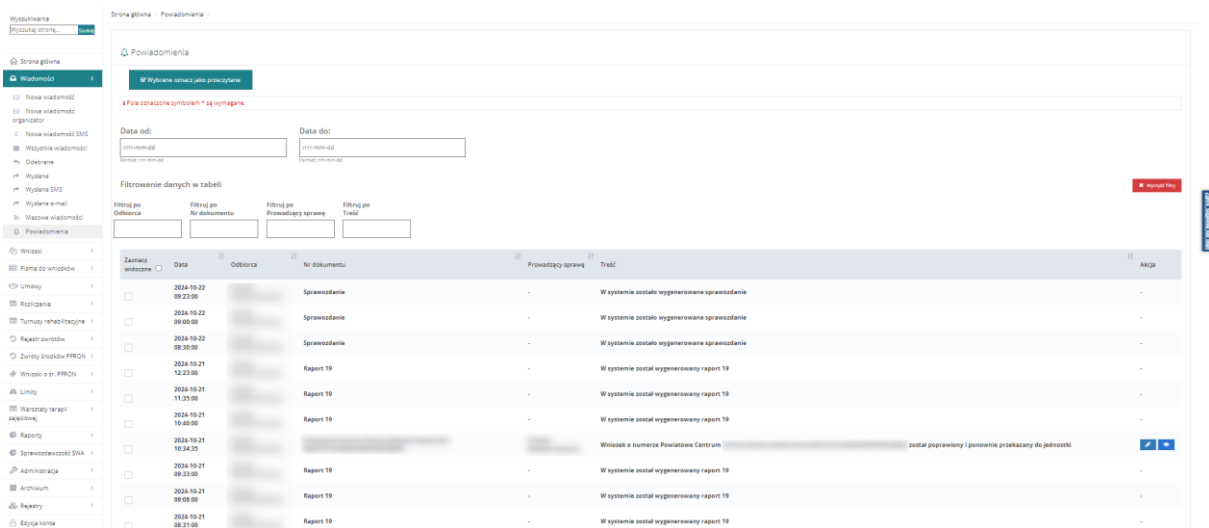 Wyszukiwarka
Wyszukaj stronę... Szukaj
Strona główna
Wiadomości
Nowa wiadomość
Nowa wiadomość
organizator
Nowa wiadomość SMS
Wszystkie wiadomości
Odebrane
Wysłane
Wysłane SMS
Wysłane e-mail
Masowe wiadomości
Powiadomienia
Wnioski
Pisma do wniosków
Umowy
Rozliczenia
Turnusy rehabilitacyjne
Rejestr zwrotów
Zwroty środków PFRON
Wnioski o śr. PFRON
Limity
Warsztaty terapii
zajęciowej
Raporty
Sprawozdawczość SWA
Administracja
Archiwum
Rejestry
Edycja konta
Strona główna Powiadomienia
Powiadomienia
Wybrane oznacz jako przeczytane
Pola oznaczone symbolem * są wymagane.
Data od: Data do:
rrrr-mm-dd rrrr-mm-dd
Format: rrrr-mm-dd Format: rrrr-mm-dd
Filtrowanie danych w tabeli Wyczyść filtry
Filtruj po Filtruj po Filtruj po Filtruj po
Odbiorca Nr dokumentu Prowadzący sprawę Treść
Zaznacz
widoczne Data Odbiorca Nr dokumentu Prowadzący sprawę Treść Akcja
2024-10-22
09:23:00 Sprawozdanie - W systemie zostało wygenerowane sprawozdanie -
2024-10-22
09:00:00 Sprawozdanie - W systemie zostało wygenerowane sprawozdanie -
2024-10-22
08:30:00 Sprawozdanie - W systemie zostało wygenerowane sprawozdanie -
2024-10-21
12:23:00 Raport 19 - W systemie został wygenerowany raport 19 -
2024-10-21
11:35:00 Raport 19 - W systemie został wygenerowany raport 19 -
2024-10-21
10:40:00 Raport 19 - W systemie został wygenerowany raport 19 -
2024-10-21
10:34:35 Wniosek o numerze Powiatowe Centrum został poprawiony i ponownie przekazany do jednostki
2024-10-21
09:33:00 Raport 19 - W systemie został wygenerowany raport 19 -
2024-10-21
09:08:00 Raport 19 - W systemie został wygenerowany raport 19 -
2024-10-21
08:31:00 Raport 19 - W systemie został wygenerowany raport 19 -